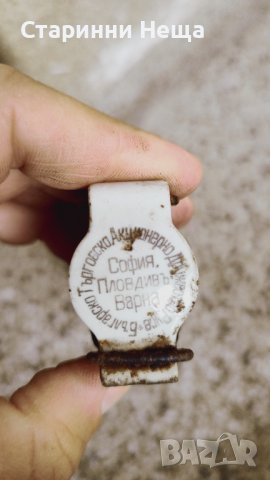 Старинни Неща
Българско Търговско Акционерно
София.
Пловдивъ
Варна
BAZAR